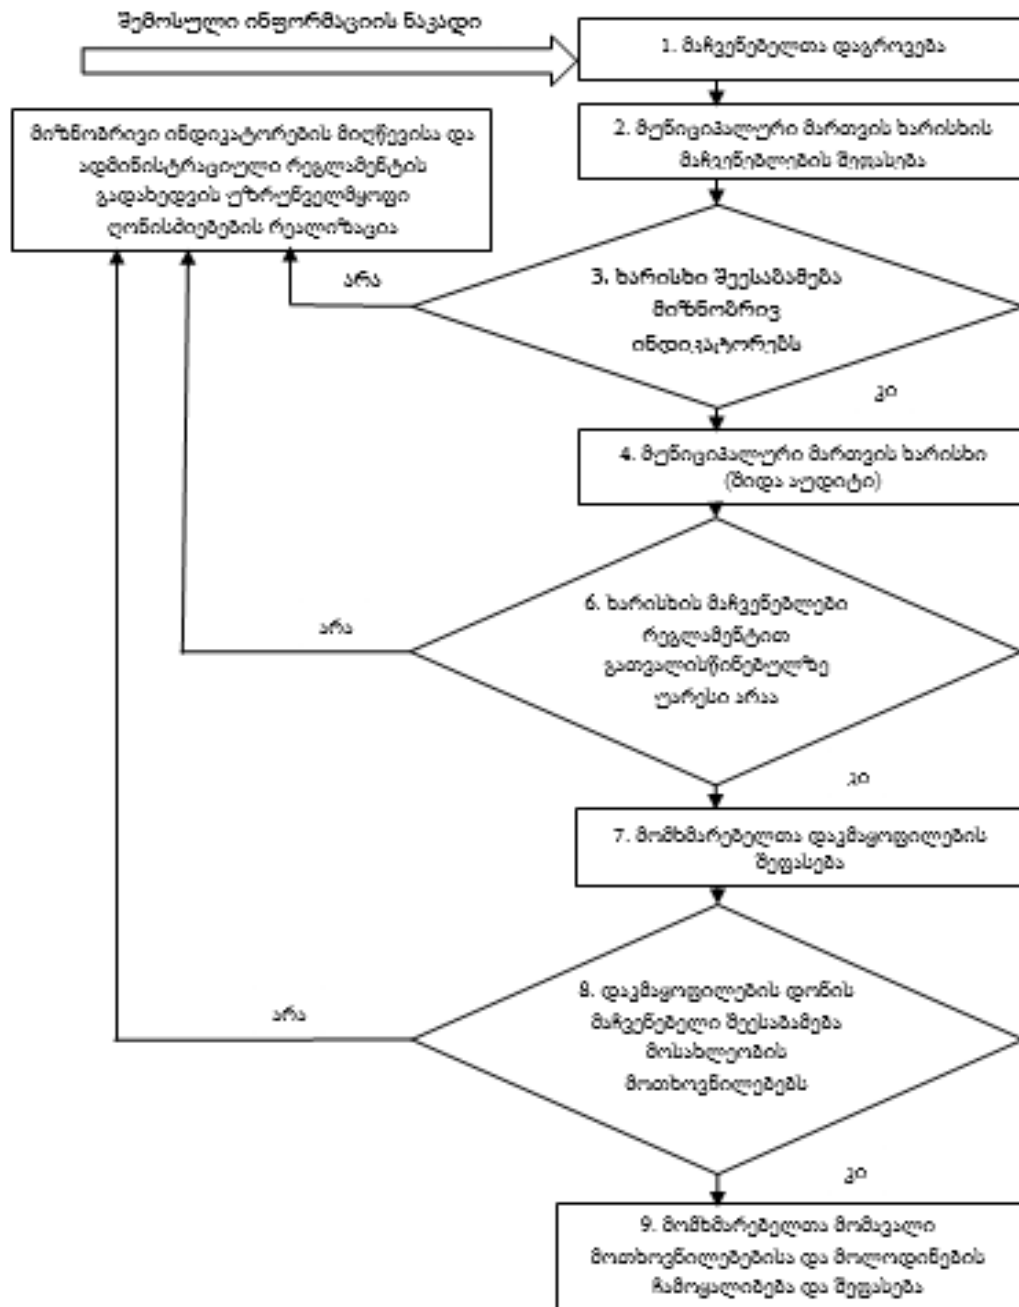 შემოსული ინფორმაციის ნაკადი
1. მაჩვენებელთა დაგროვება
2. მუნიციპალური მართვის ხარისხის
მაჩვენებლების შეფასება
მიზნობრივი ინდიკატორების მიღწევისა და
ადმინისტრაციული რეგლამენტის
გადახედვის უზრუნველმყოფი
ღონისძიებების რეალიზაცია
3. ხარისხი შეესაბამება
მიზნობრივ
ინდიკატორებს
არა
კი
4. მუნიციპალური მართვის ხარისხი
(შიდა აუდიტი)
6. ხარისხის მაჩვენებლები
რეგლამენტით
გათვალისწინებულზე
უარესი არაა
არა
კი
7. მომხმარებელთა დაკმაყოფილების
შეფასება
8. დაკმაყოფილების დონის
მაჩვენებელი შეესაბამება
მოსახლეობის
მოთხოვნილებებს
არა
კი
9. მომხმარებელთა მომავალი
მოთხოვნილებებისა და მოლოდინების
ჩამოყალიბება და შეფასება